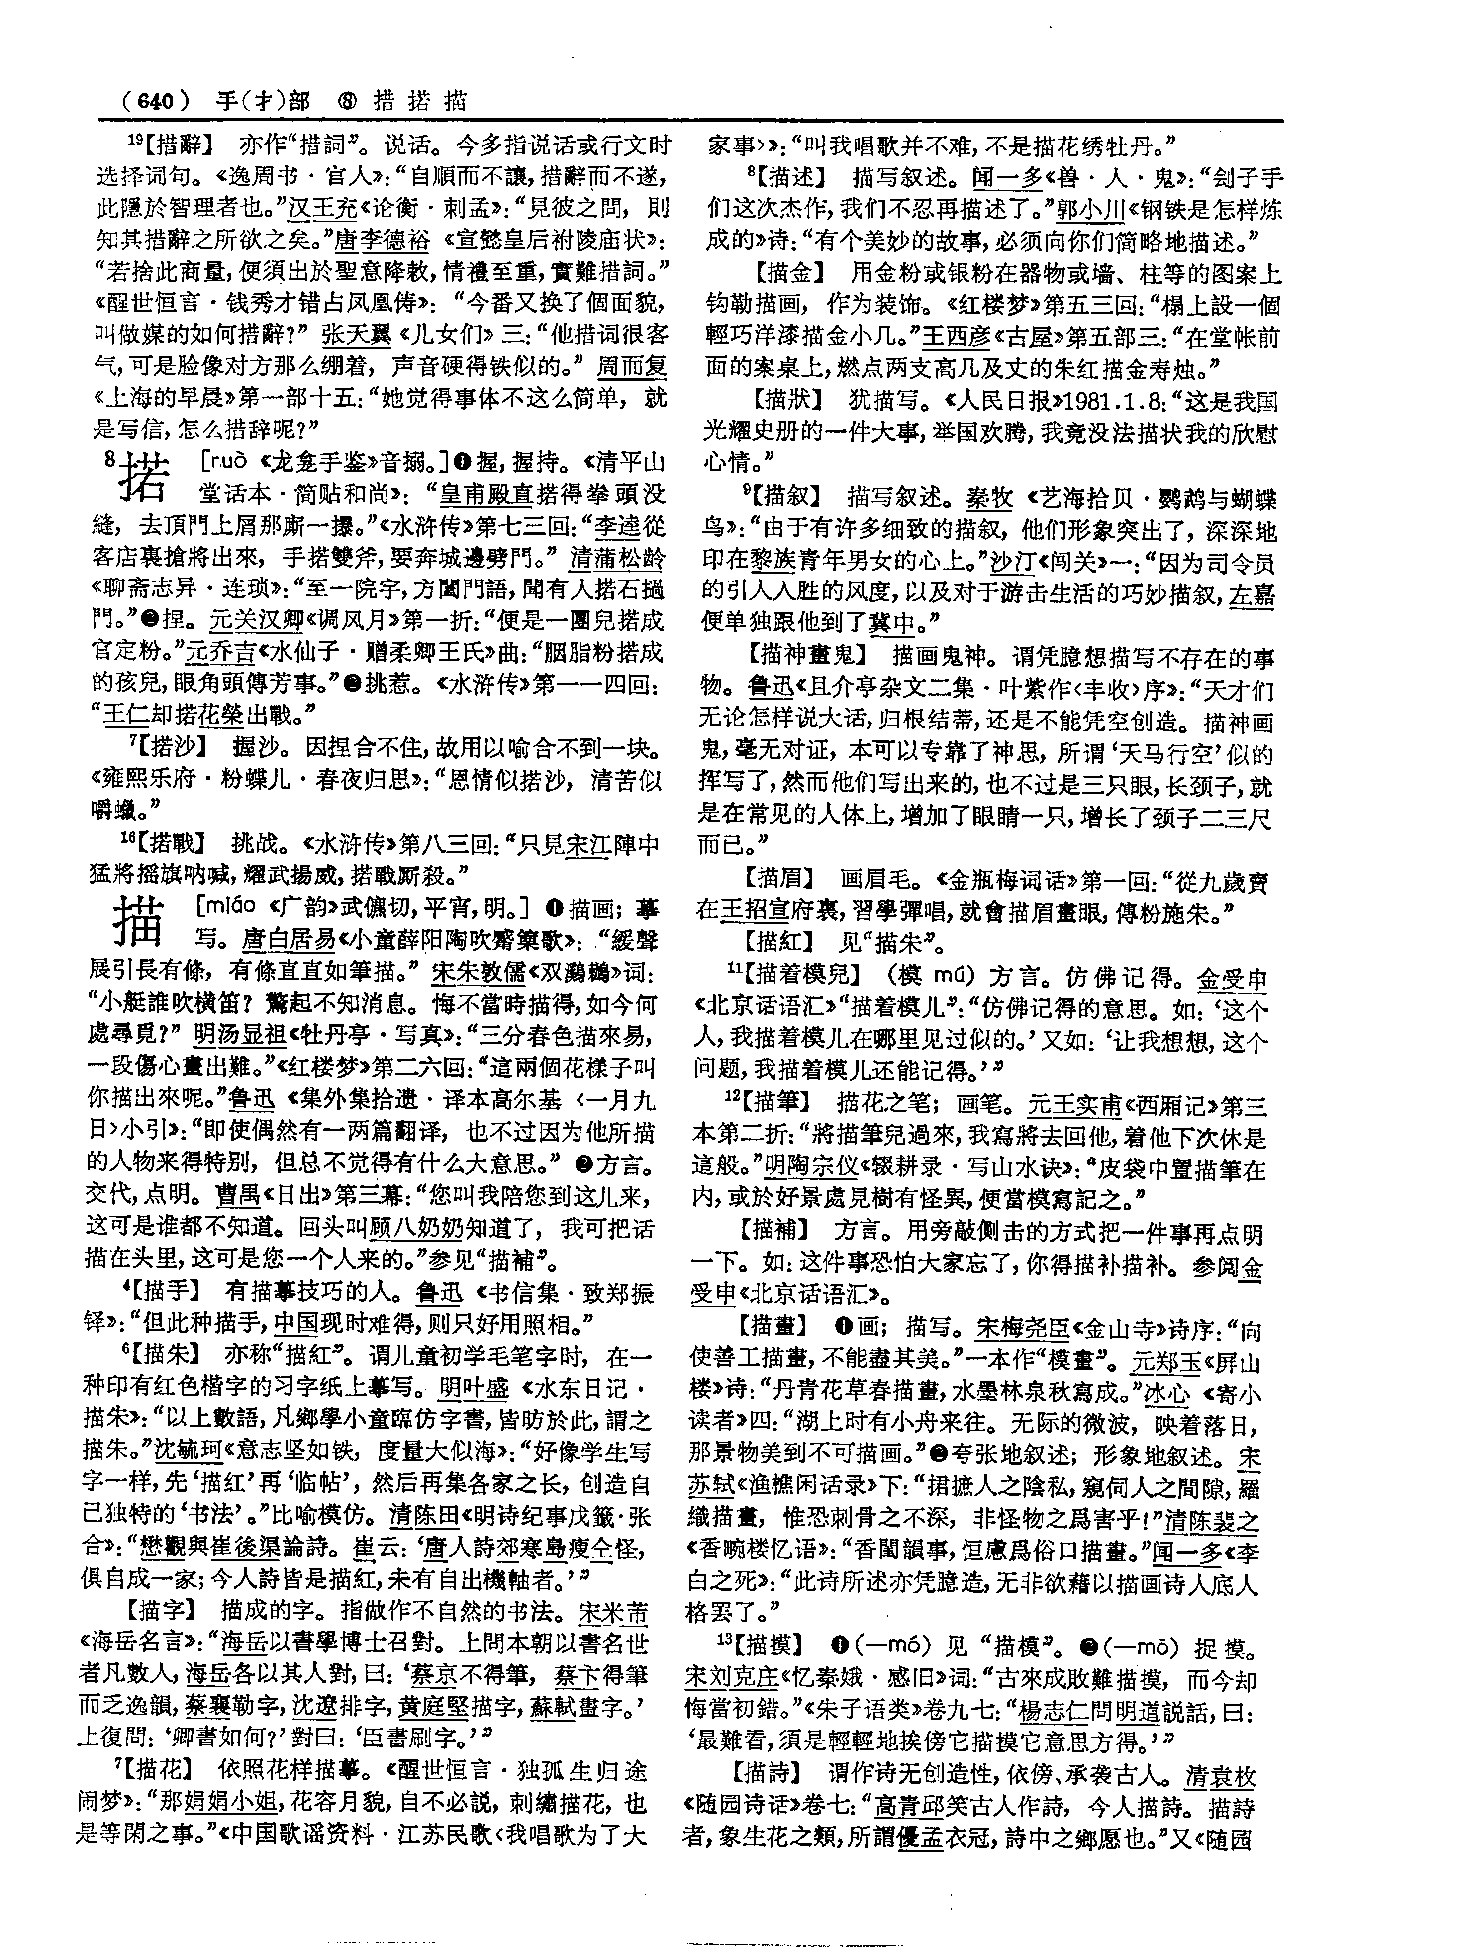 （640） 手(扌)部 ⑧ 措掿描
¹⁹【措辭】 亦作“措詞”。说话。今多指说话或行文时
选择词句。《逸周书·官人》：“自順而不讓，措辭而不遂，
此隱於智理者也。”汉王充《论衡·刺孟》：“見彼之問，則
知其措辭之所欲之矣。”唐李德裕《宣懿皇后祔陵庙状》：
“若捨此商量，便須出於聖意降敕，情禮至重，實難措詞。”
《醒世恒言·钱秀才错占凤凰俦》：“今番又换了個面貌，
叫做媒的如何措辭？”张天翼《儿女们》三：“他措词很客
气，可是脸像对方那么绷着，声音硬得铁似的。”周而复
《上海的早晨》第一部十五：“她觉得事体不这么简单，就
是写信，怎么措辞呢？”
⁸掿 [ruò《龙龛手鉴》音搦。]❶握，握持。《清平山
堂话本·简贴和尚》：“皇甫殿直掿得拳頭没
縫，去頂門上屑那廝一摞。”《水浒传》第七三回：“李逵從
客店裏搶將出來，手掿雙斧，要奔城邊劈門。”清蒲松龄
《聊斋志异·连琐》：“至一院宇，方闔門語，聞有人掿石撾
門。”❷捏。元关汉卿《调风月》第一折：“便是一團兒掿成
官定粉。”元乔吉《水仙子·赠柔卿王氏》曲：“胭脂粉掿成
的孩兒，眼角頭傳芳事。”❸挑惹。《水浒传》第一一四回：
“王仁却掿花榮出戰。”
⁷【掿沙】 握沙。因捏合不住，故用以喻合不到一块。
《雍熙乐府·粉蝶儿·春夜归思》：“恩情似掿沙，清苦似
嚼蠟。”
¹⁶【掿戰】 挑战。《水浒传》第八三回：“只見宋江陣中
猛將摇旗呐喊，耀武揚威，掿戰厮殺。”
描 [miáo《广韵》武儦切，平宵，明。] ❶描画；摹
写。唐白居易《小童薛阳陶吹觱篥歌》：“緩聲
展引長有條，有條直直如筆描。”宋朱敦儒《双鸂鶒》词：
“小艇誰吹横笛？驚起不知消息。悔不當時描得，如今何
處尋覓？”明汤显祖《牡丹亭·写真》：“三分春色描來易，
一段傷心畫出難。”《红楼梦》第二六回：“這兩個花樣子叫
你描出來呢。”鲁迅《集外集拾遗·译本高尔基〈一月九
日〉小引》：“即使偶然有一两篇翻译，也不过因为他所描
的人物来得特别，但总不觉得有什么大意思。”❷方言。
交代，点明。曹禺《日出》第三幕：“您叫我陪您到这儿来，
这可是谁都不知道。回头叫顾八奶奶知道了，我可把话
描在头里，这可是您一个人来的。”参见“描補”。
⁴【描手】 有描摹技巧的人。鲁迅《书信集·致郑振
铎》：“但此种描手，中国现时难得，则只好用照相。”
⁶【描朱】 亦称“描紅”。谓儿童初学毛笔字时，在一
种印有红色楷字的习字纸上摹写。明叶盛《水东日记·
描朱》：“以上數語，凡鄉學小童臨仿字書，皆昉於此，謂之
描朱。”沈毓珂《意志坚如铁，度量大似海》：“好像学生写
字一样，先‘描红’再‘临帖’，然后再集各家之长，创造自
已独特的‘书法’。”比喻模仿。清陈田《明诗纪事戊籤·张
合》：“懋觀與崔後渠論詩。崔云：‘唐人詩郊寒島瘦仝怪，
俱自成一家；今人詩皆是描紅，未有自出機軸者。’”
【描字】 描成的字。指做作不自然的书法。宋米芾
《海岳名言》：“海岳以書學博士召對。上問本朝以書名世
者凡數人，海岳各以其人對，曰：‘蔡京不得筆，蔡卞得筆
而乏逸韻，蔡襄勒字，沈遼排字，黄庭堅描字，蘇軾畫字。’
上復問：‘卿書如何？’對曰：‘臣書刷字。’”
⁷【描花】 依照花样描摹。《醒世恒言·独孤生归途
闹梦》：“那娟娟小姐，花容月貌，自不必説，刺繡描花，也
是等閑之事。”《中国歌谣资料·江苏民歌〈我唱歌为了大
家事〉》：“叫我唱歌并不难，不是描花绣牡丹。”
⁸【描述】 描写叙述。闻一多《兽·人·鬼》：“刽子手
们这次杰作，我们不忍再描述了。”郭小川《钢铁是怎样炼
成的》诗：“有个美妙的故事，必须向你们简略地描述。”
【描金】 用金粉或银粉在器物或墙、柱等的图案上
钩勒描画，作为装饰。《红楼梦》第五三回：“榻上設一個
輕巧洋漆描金小几。”王西彦《古屋》第五部三：“在堂帐前
面的案桌上，燃点两支高几及丈的朱红描金寿烛。”
【描狀】 犹描写。《人民日报》1981.1.8：“这是我国
光耀史册的一件大事，举国欢腾，我竟没法描状我的欣慰
心情。”
⁹【描叙】 描写叙述。秦牧《艺海拾贝·鹦鹉与蝴蝶
鸟》：“由于有许多细致的描叙，他们形象突出了，深深地
印在黎族青年男女的心上。”沙汀《闯关》一：“因为司令员
的引人入胜的风度，以及对于游击生活的巧妙描叙，左嘉
便单独跟他到了冀中。”
【描神畫鬼】 描画鬼神。谓凭臆想描写不存在的事
物。鲁迅《且介亭杂文二集·叶紫作〈丰收〉序》：“天才们
无论怎样说大话，归根结蒂，还是不能凭空创造。描神画
鬼，毫无对证，本可以专靠了神思，所谓‘天马行空’似的
挥写了，然而他们写出来的，也不过是三只眼，长颈子，就
是在常见的人体上，增加了眼睛一只，增长了颈子二三尺
而已。”
【描眉】 画眉毛。《金瓶梅词话》第一回：“從九歲賣
在王招宣府裏，習學彈唱，就會描眉畫眼，傅粉施朱。”
【描紅】 见“描朱”。
¹¹【描着模兒】 （模 mú）方言。仿佛记得。金受申
《北京话语汇》“描着模儿”：“仿佛记得的意思。如：‘这个
人，我描着模儿在哪里见过似的。’又如：‘让我想想，这个
问题，我描着模儿还能记得。’”
¹²【描筆】 描花之笔；画笔。元王实甫《西厢记》第三
本第二折：“將描筆兒過來，我寫將去回他，着他下次休是
這般。”明陶宗仪《辍耕录·写山水诀》：“皮袋中置描筆在
内，或於好景處見樹有怪異，便當模寫記之。”
【描補】 方言。用旁敲侧击的方式把一件事再点明
一下。如：这件事恐怕大家忘了，你得描补描补。参阅金
受申《北京话语汇》。
【描畫】 ❶画；描写。宋梅尧臣《金山寺》诗序：“向
使善工描畫，不能盡其美。”一本作“模畫”。元郑玉《屏山
楼》诗：“丹青花草春描畫，水墨林泉秋寫成。”冰心《寄小
读者》四：“湖上时有小舟来往。无际的微波，映着落日，
那景物美到不可描画。”❷夸张地叙述；形象地叙述。宋
苏轼《渔樵闲话录》下：“捃摭人之陰私，窺伺人之間隙，羅
織描畫，惟恐刺骨之不深，非怪物之爲害乎！”清陈裴之
《香畹楼忆语》：“香閨韻事，恒慮爲俗口描畫。”闻一多《李
白之死》：“此诗所述亦凭臆造，无非欲藉以描画诗人底人
格罢了。”
¹³【描摸】 ❶(—mó) 见“描模”。❷(—mō) 捉摸。
宋刘克庄《忆秦娥·感旧》词：“古來成敗難描摸，而今却
悔當初錯。”《朱子语类》卷九七：“楊志仁問明道説話，曰：
‘最難看，須是輕輕地挨傍它描摸它意思方得。’”
【描詩】 谓作诗无创造性，依傍、承袭古人。清袁枚
《随园诗话》卷七：“高青邱笑古人作詩，今人描詩。描詩
者，象生花之類，所謂優孟衣冠，詩中之鄉愿也。”又《随园